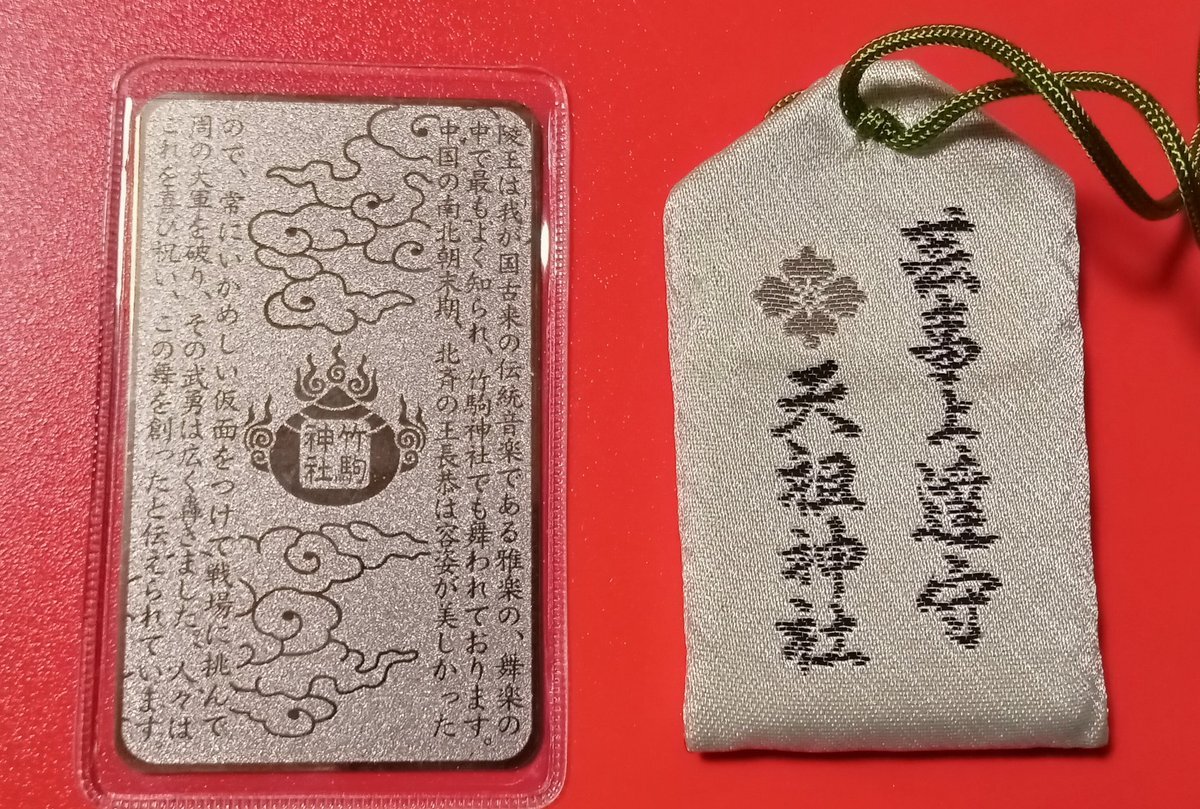 陵王は我が国古来の伝統音楽である雅楽の、舞楽の
中で最もよく知られ、竹駒神社でも舞われております。
中国の南北朝末期、北斉の王長恭は容姿が美しかった
ので、常にいかめしい仮面をつけて戦場に挑んで
周の大軍を破り、その武勇は広く轟きました。人々は
これを喜び祝い、この舞を創ったと伝えられています。
竹駒
神社
藝事上達守
天祖神社